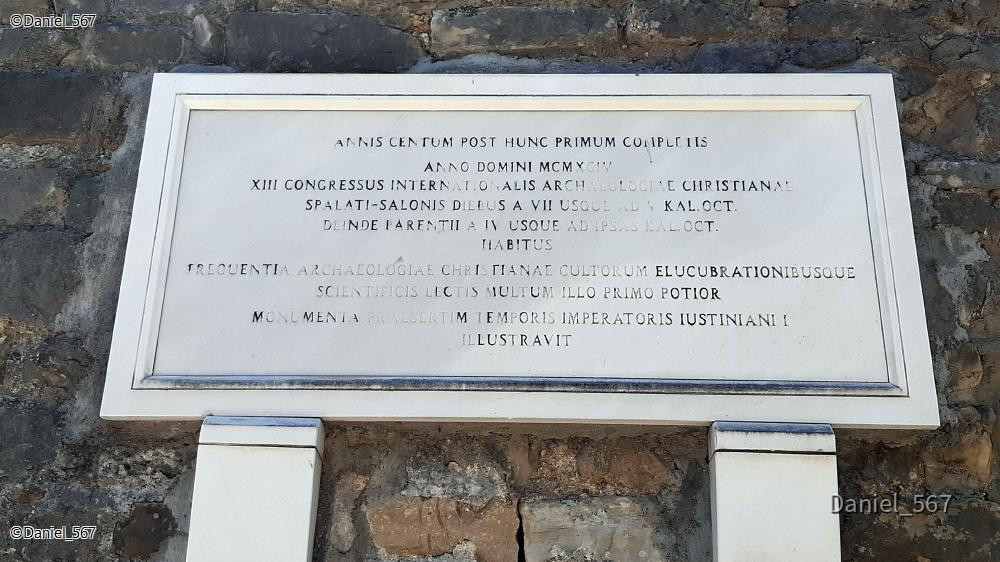 ©Daniel_567
ANNIS CENTUM POST HUNC PRIMUM COMPLETIS
ANNO DOMINI MCMXCIV
XIII CONGRESSUS INTERNATIONALIS ARCHAEOLOGIAE CHRISTIANAE
SPALATI-SALONIS DIEBUS A VII USQUE AD V KAL.OCT.
DEINDE PARENTII A IV USQUE AD IPSAS KAL.OCT.
HABITUS
FREQUENTIA ARCHAEOLOGIAE CHRISTIANAE CULTORUM ELUCUBRATIONIBUSQUE
SCIENTIFICIS LECTIS MULTUM ILLO PRIMO POTIOR
MONUMENTA PRAESERTIM TEMPORIS IMPERATORIS IUSTINIANI I
ILLUSTRAVIT
Daniel_567
©Daniel_567